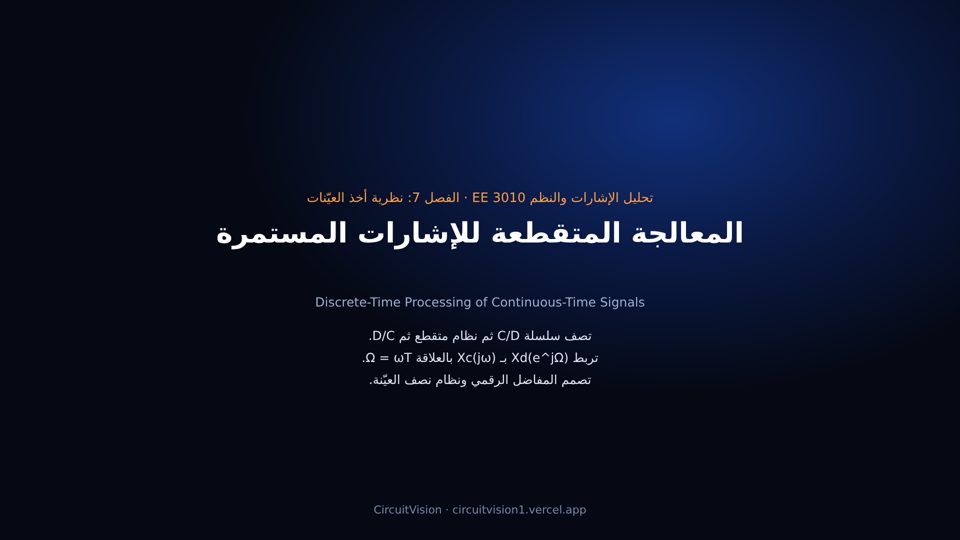 تحليل الإشارات والنظم EE 3010 · الفصل 7: نظرية أخذ العيّنات
المعالجة المتقطعة للإشارات المستمرة
Discrete-Time Processing of Continuous-Time Signals
تصف سلسلة C/D ثم نظام متقطع ثم D/C.
تربط Xd(e^jΩ) بـ Xc(jω) بالعلاقة Ω = ωT.
تصمم المفاضل الرقمي ونظام نصف العيّنة.
CircuitVision · circuitvision1.vercel.app